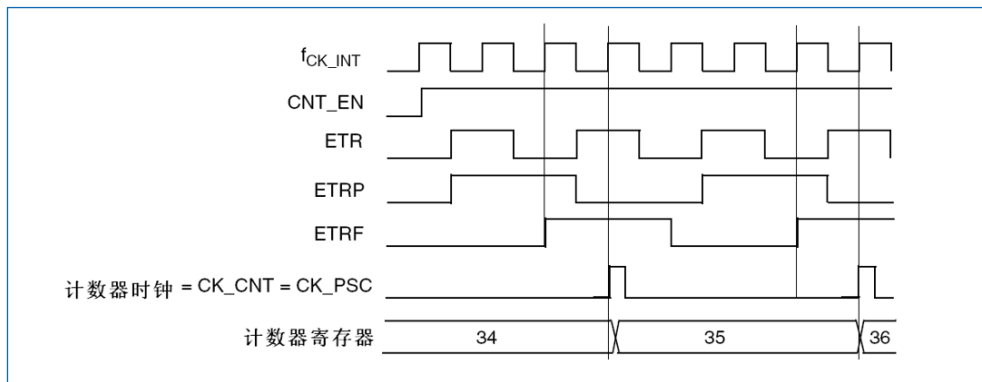 fCK_INT
CNT_EN
ETR
ETRP
ETRF
计数器时钟 = CK_CNT = CK_PSC
计数器寄存器 34 35 36